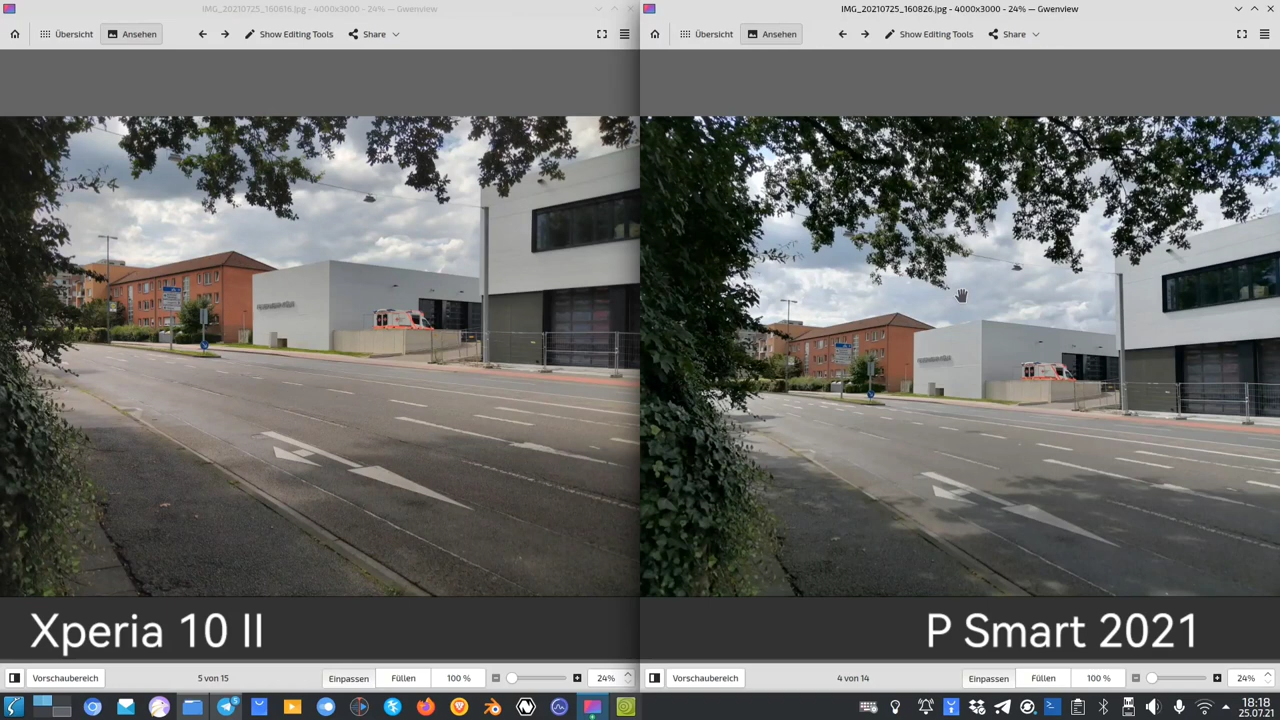 IMG_20210725_160616.jpg - 4000x3000 - 24% — Gwenview
Übersicht Ansehen Show Editing Tools Share
Xperia 10 II
Vorschaubereich 5 von 15 Einpassen Füllen 100 % 24%
IMG_20210725_160826.jpg - 4000x3000 - 24% — Gwenview
Übersicht Ansehen Show Editing Tools Share
P Smart 2021
Vorschaubereich 4 von 14 Einpassen Füllen 100 % 24%
5
18:18
25.07.21